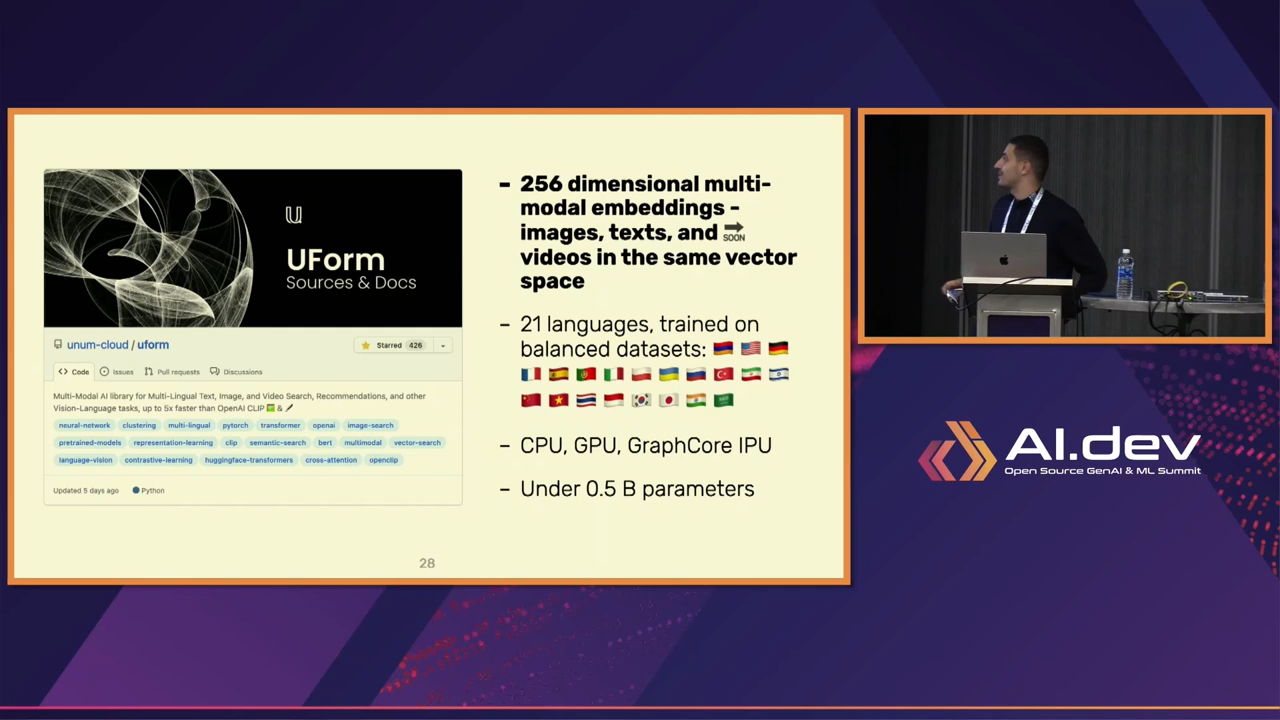 UForm
Sources & Docs
unum-cloud / uform
Starred 426
Code Issues Pull requests Discussions
Multi-Modal AI library for Multi-Lingual Text, Image, and Video Search, Recommendations, and other
Vision-Language tasks, up to 5x faster than OpenAI CLIP 🖼️ & 🖋️
neural-network clustering multi-lingual pytorch transformer openai image-search
pretrained-models representation-learning clip semantic-search bert multimodal vector-search
language-vision contrastive-learning huggingface-transformers cross-attention openclip
Updated 5 days ago Python
- 256 dimensional multi-
modal embeddings -
images, texts, and SOON
videos in the same vector
space
- 21 languages, trained on
balanced datasets: 🇦🇲 🇺🇸 🇩🇪
🇫🇷 🇪🇸 🇵🇹 🇮🇹 🇵🇱 🇺🇦 🇷🇺 🇹🇷 🇮🇷 🇮🇱
🇨🇳 🇻🇳 🇹🇭 🇮🇩 🇰🇷 🇯🇵 🇮🇳 🇸🇦
- CPU, GPU, GraphCore IPU
- Under 0.5 B parameters
28
AI.dev
Open Source GenAI & ML Summit